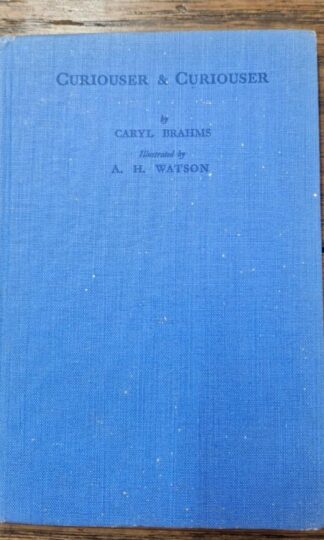 CURIOUSER & CURIOUSER
by
CARYL BRAHMS
Illustrated by
A. H. WATSON